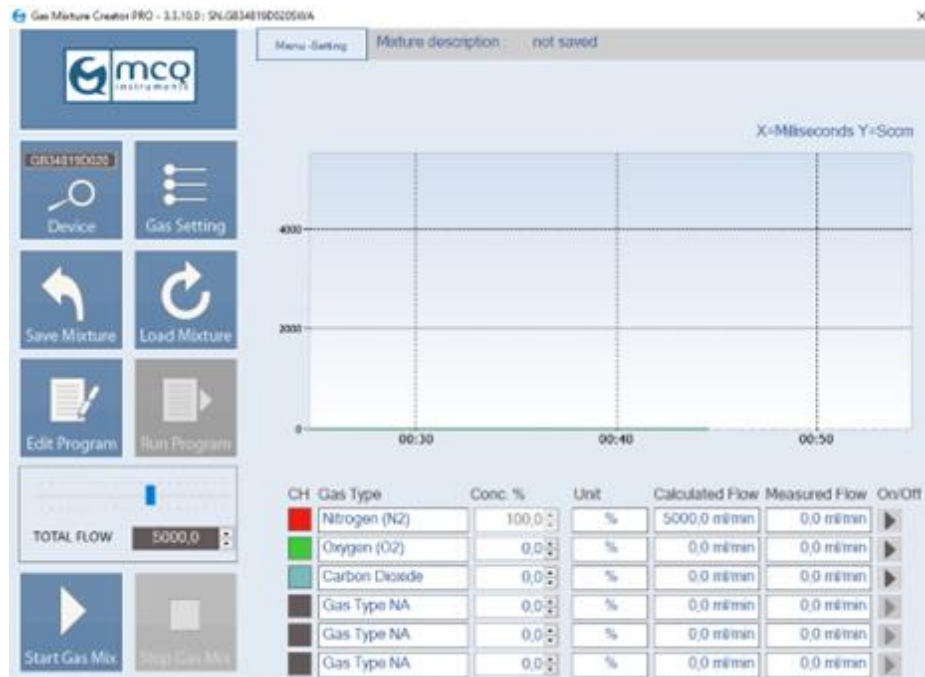 Gas Mixture Creator PRO - 3.3.10.0 : SN.GB34819D020SWA
mcq
instruments
Menu -Setting
Mixture description : not saved
X=Milliseconds Y=Sccm
GB34819D020
Device
Gas Setting
Save Mixture
Load Mixture
Edit Program
Run Program
TOTAL FLOW 5000,0
Start Gas Mix
Stop Gas Mix
4000
2000
0
00:30 00:40 00:50
CH Gas Type Conc. % Unit Calculated Flow Measured Flow On/Off
Nitrogen (N2) 100,0 % 5000,0 ml/min 0,0 ml/min
Oxygen (O2) 0,0 % 0,0 ml/min 0,0 ml/min
Carbon Dioxide 0,0 % 0,0 ml/min 0,0 ml/min
Gas Type NA 0,0 % 0,0 ml/min 0,0 ml/min
Gas Type NA 0,0 % 0,0 ml/min 0,0 ml/min
Gas Type NA 0,0 % 0,0 ml/min 0,0 ml/min